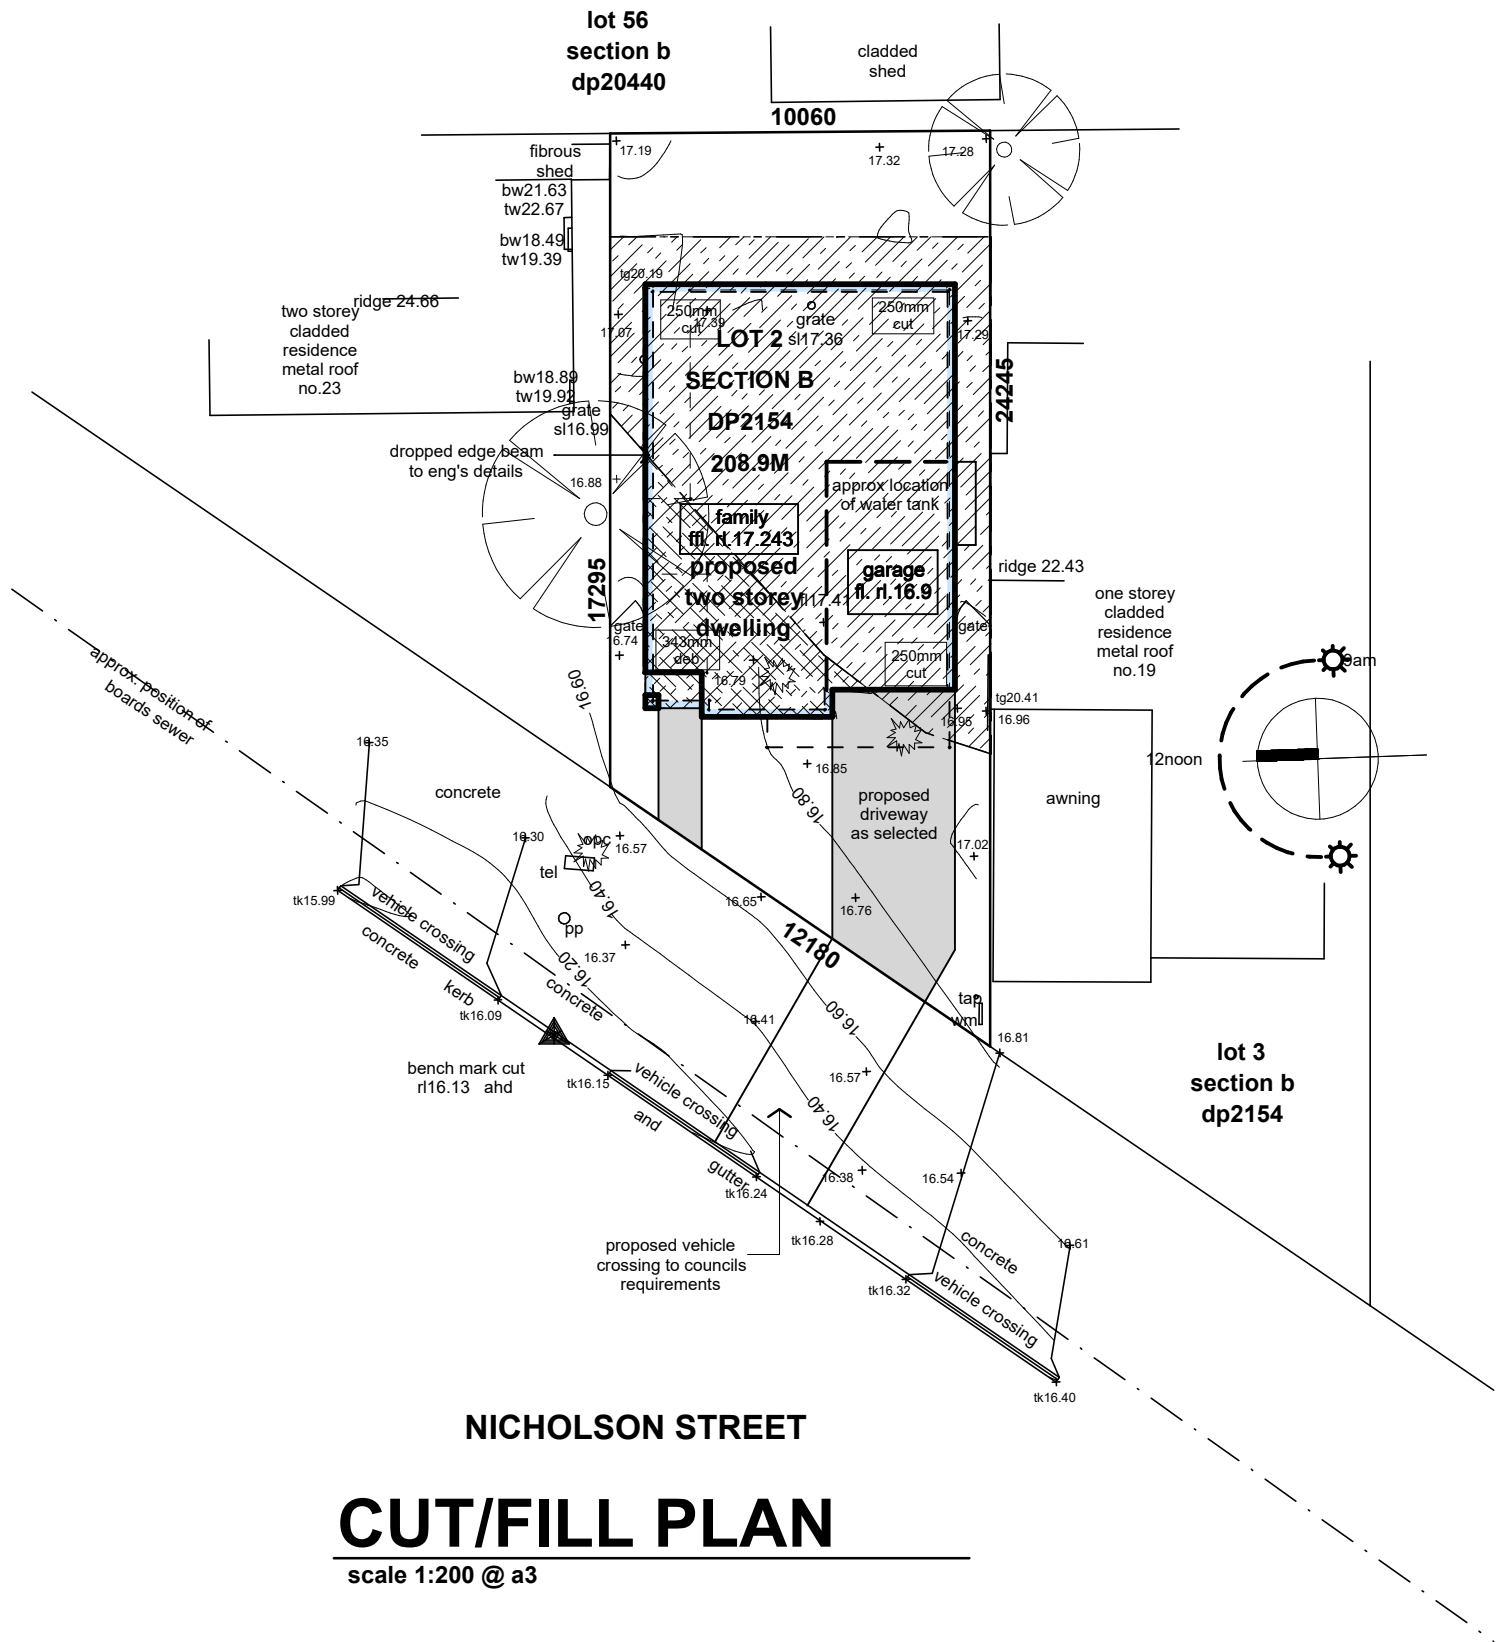 lot 56
section b
dp20440
cladded
shed
10060
17.19
17.32
17.28
fibrous
shed
bw21.63
tw22.67
bw18.49
tw19.39
tg20.19
ridge 24.66
two storey
cladded
residence
metal roof
no.23
250mm
cut
17.39
grate
sl17.36
250mm
cut
17.07
17.29
LOT 2
SECTION B
DP2154
208.9M
24245
bw18.89
tw19.92
grate
sl16.99
dropped edge beam
to eng's details
16.88
approx location
of water tank
family
ffl. rl.17.243
proposed
two storey
dwelling
garage
fl. rl.16.9
17295
ridge 22.43
one storey
cladded
residence
metal roof
no.19
gate
16.74
343mm
deb
16.79
250mm
cut
gate
9am
12noon
tg20.41
16.96
16.95
16.60
approx. position of
boards sewer
16.35
16.85
16.80
concrete
proposed
driveway
as selected
awning
16.30
opc
16.57
tel
17.02
16.40
tk15.99
vehicle crossing
16.65
16.76
pp
concrete
12180
16.37
16.20
kerb
concrete
tk16.09
tap
wm
16.41
16.60
16.81
bench mark cut
rl16.13 ahd
tk16.15
vehicle crossing
16.57
16.40
lot 3
section b
dp2154
and
gutter
16.38
16.54
tk16.24
tk16.28
proposed vehicle
crossing to councils
requirements
concrete
16.61
tk16.32
vehicle crossing
tk16.40
NICHOLSON STREET
CUT/FILL PLAN
scale 1:200 @ a3